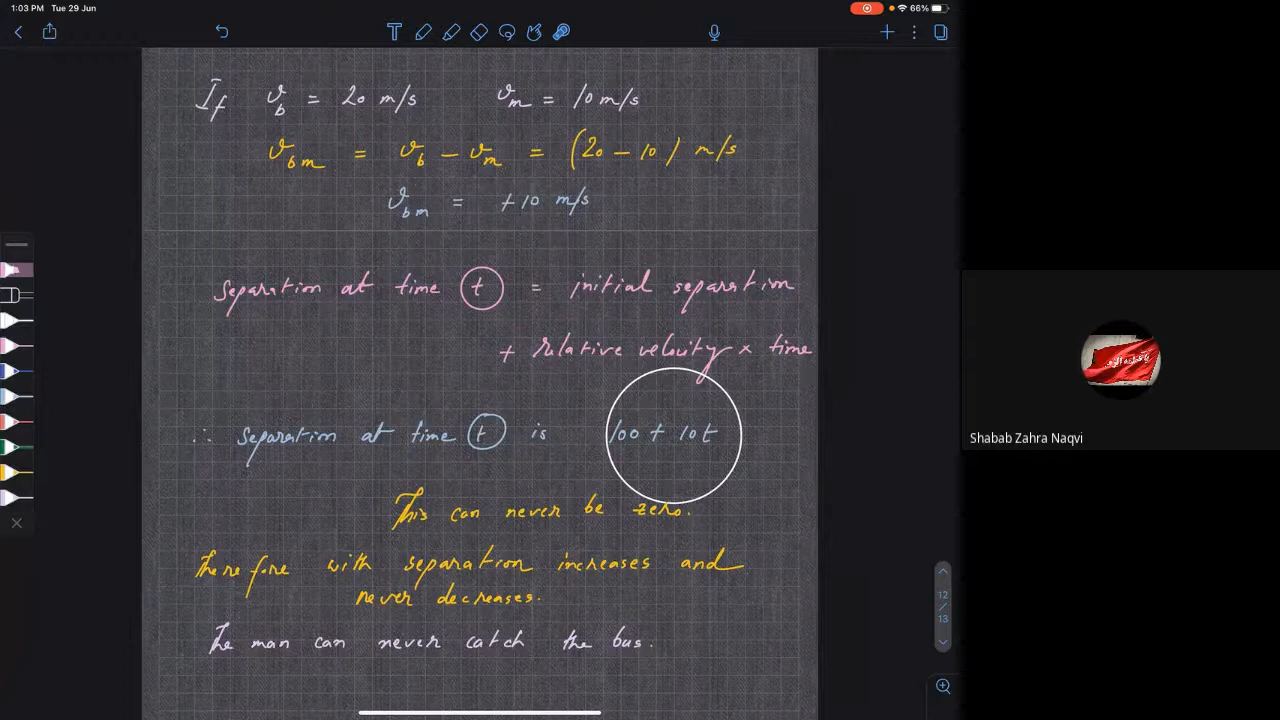 1:03 PM Tue 29 Jun
66%
If v_b = 20 m/s v_m = 10 m/s
v_bm = v_b - v_m = (20 - 10) m/s
v_bm = +10 m/s
separation at time t = initial separation
+ relative velocity × time
∴ separation at time t is 100 + 10t
This can never be zero.
Therefore with separation increases and
never decreases.
The man can never catch the bus.
12
/
13
Shabab Zahra Naqvi